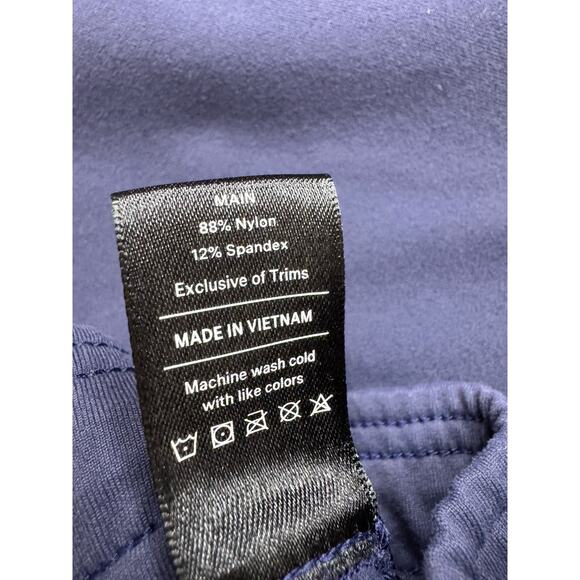 MAIN
88% Nylon
12% Spandex
Exclusive of Trims
MADE IN VIETNAM
Machine wash cold
with like colors